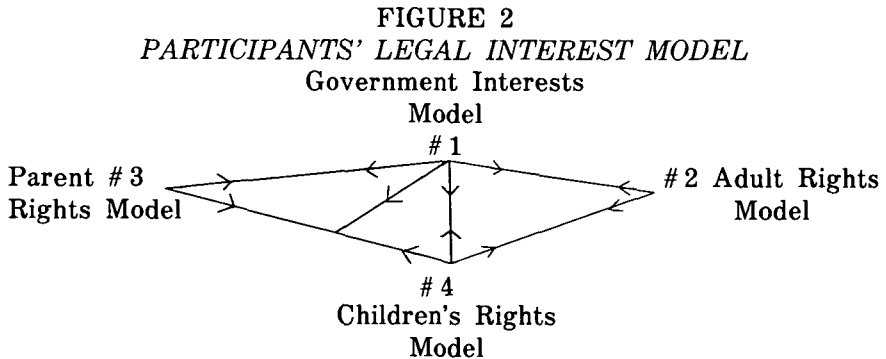 FIGURE 2
PARTICIPANTS' LEGAL INTEREST MODEL
Government Interests
Model
#1
Parent #3
Rights Model
#2 Adult Rights
Model
#4
Children's Rights
Model